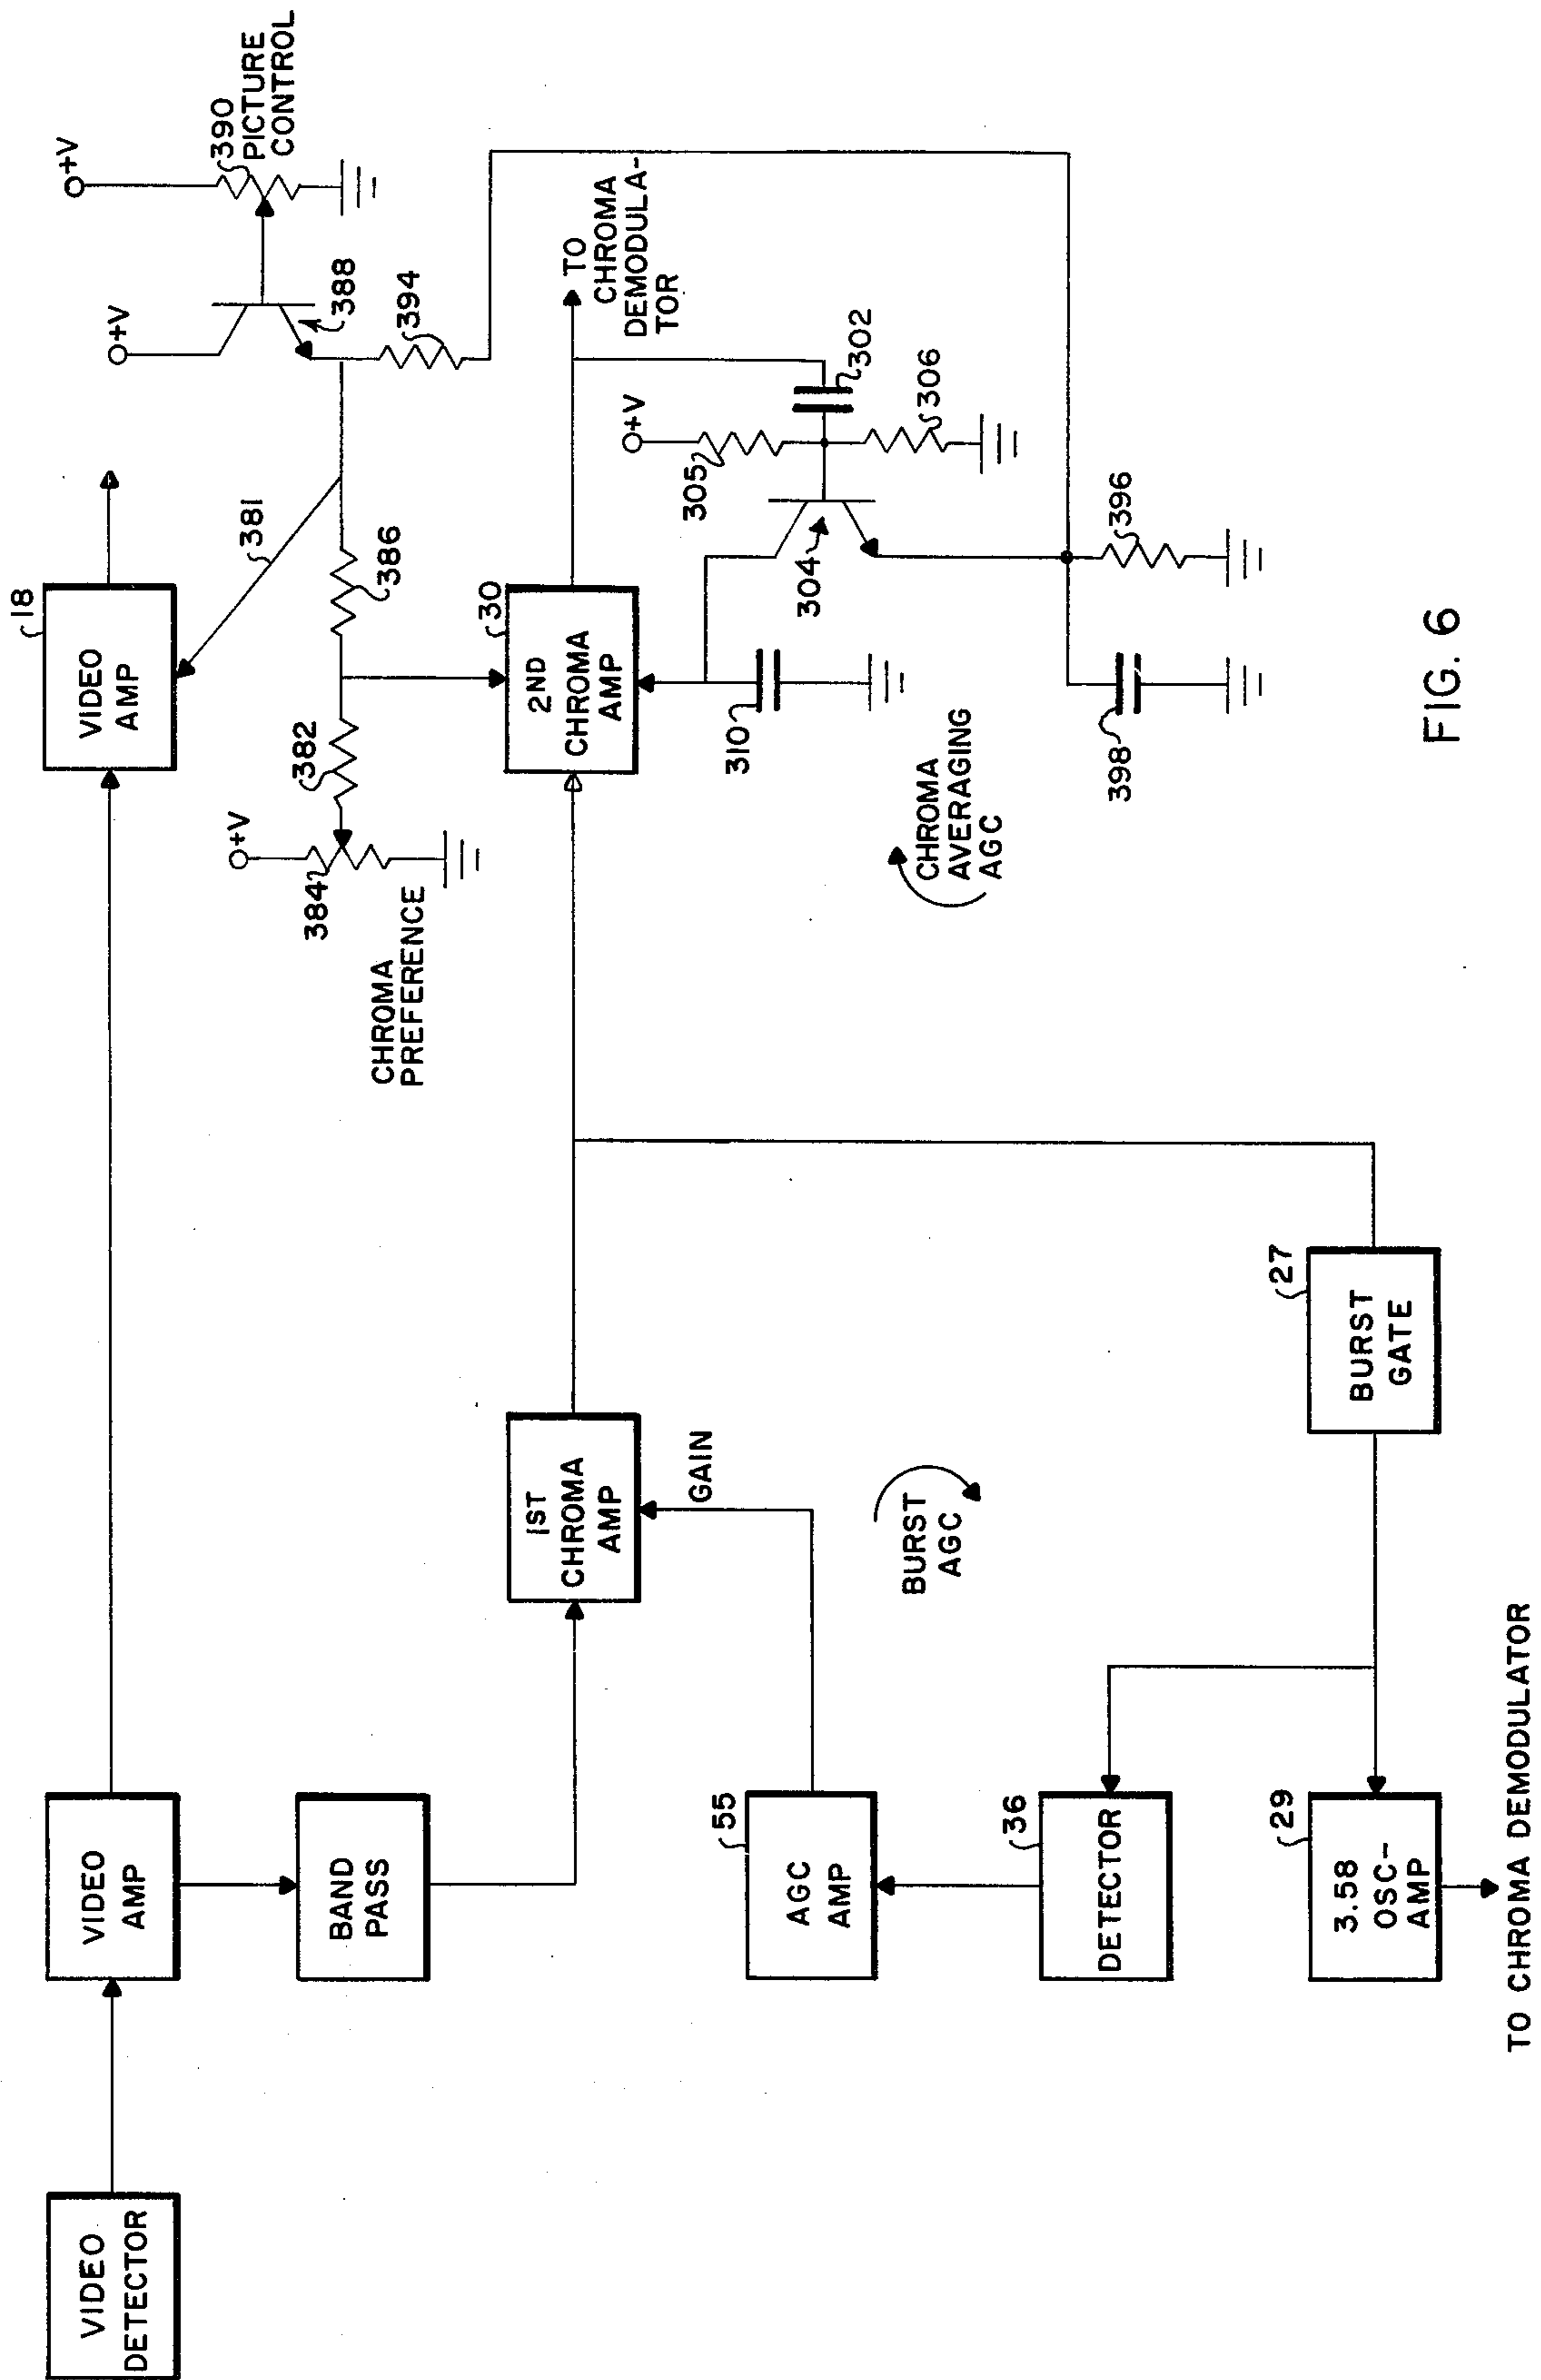 VIDEO
DETECTOR
VIDEO
AMP
BAND
PASS
18
VIDEO
AMP
381
+V
+V
390
PICTURE
CONTROL
388
394
386
382
+V
384
CHROMA
PREFERENCE
1ST
CHROMA
AMP
GAIN
30
2ND
CHROMA
AMP
TO
CHROMA
DEMODULA-
TOR
302
+V
305
306
304
310
CHROMA
AVERAGING
AGC
396
398
55
AGC
AMP
BURST
AGC
36
DETECTOR
27
BURST
GATE
29
3.58
OSC-
AMP
TO CHROMA DEMODULATOR
FIG. 6